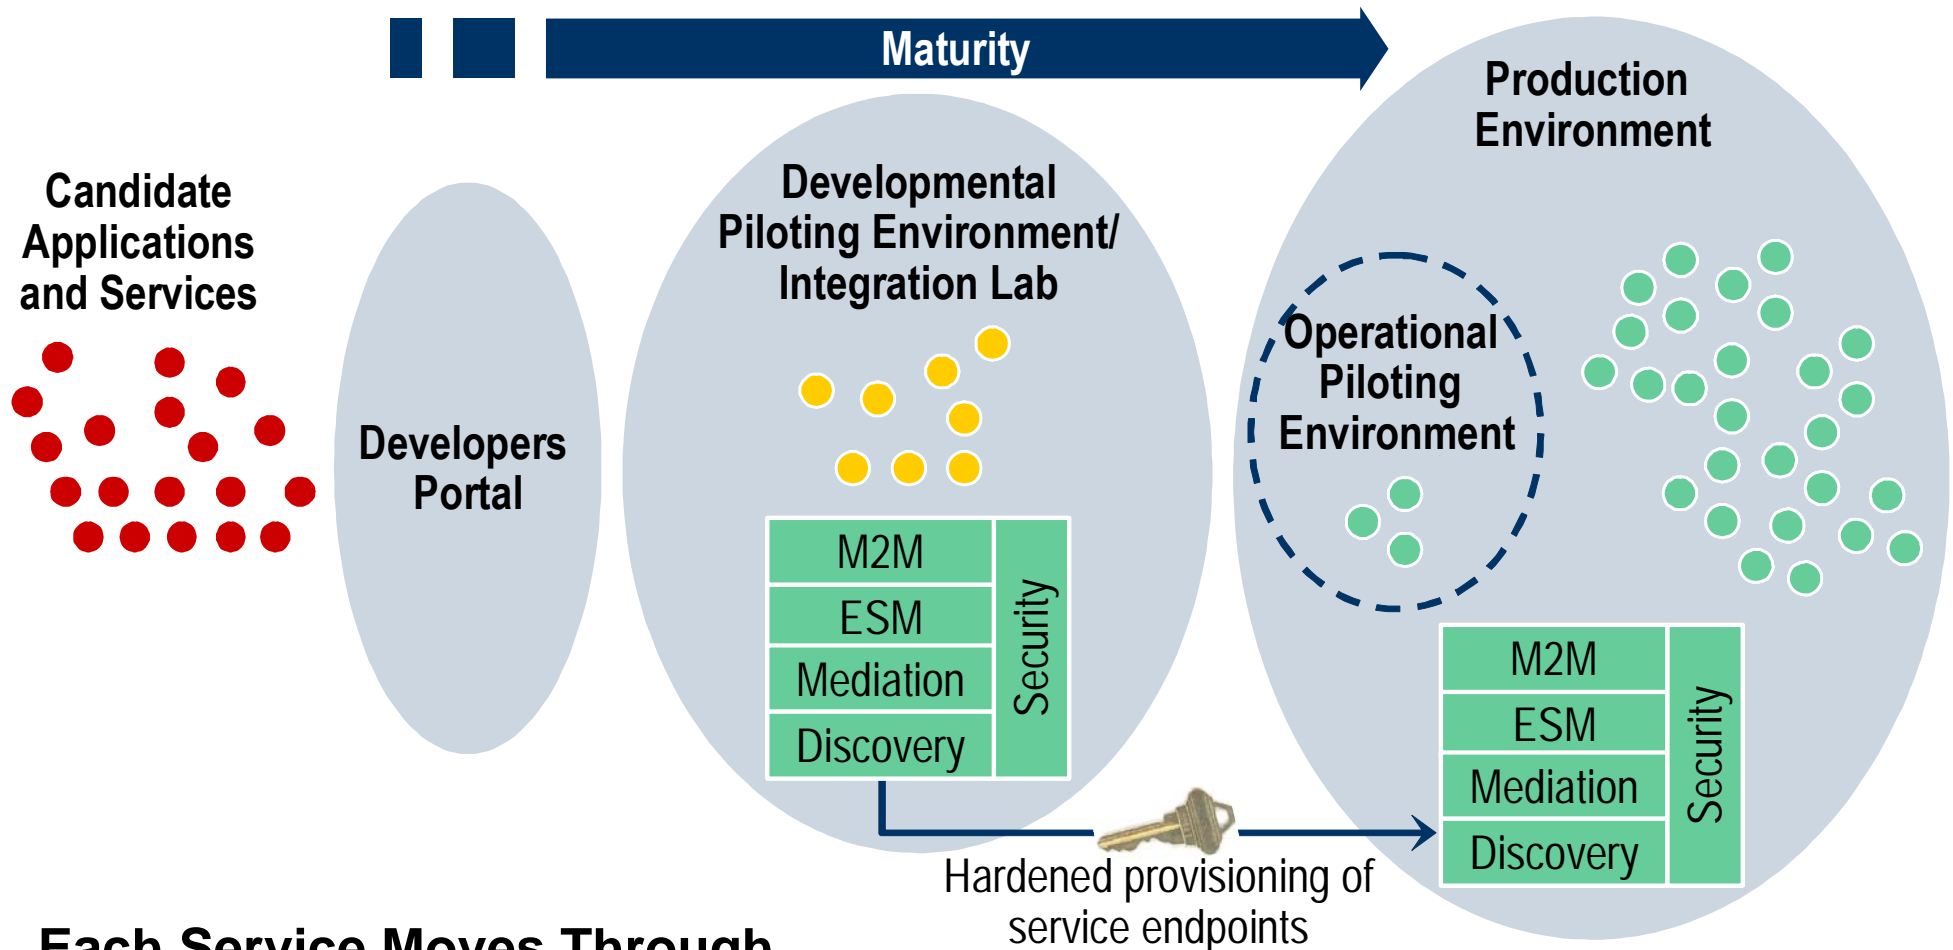 Maturity
Candidate
Applications
and Services
Developers
Portal
Developmental
Piloting Environment/
Integration Lab
M2M
ESM
Mediation
Discovery
Security
Hardened provisioning of
service endpoints
Production
Environment
Operational
Piloting
Environment
M2M
ESM
Mediation
Discovery
Security
Each Service Moves Through